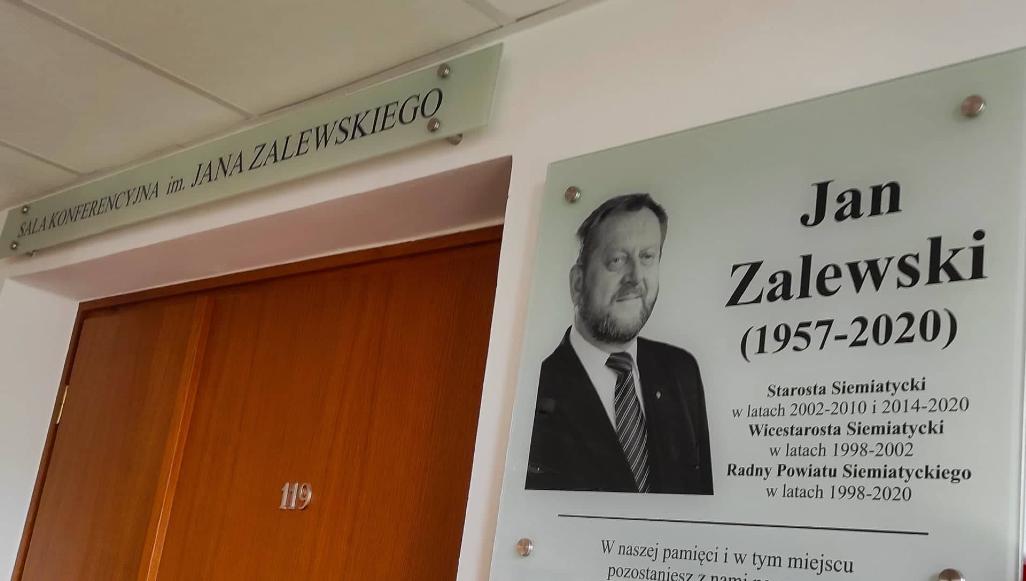 SALA KONFERENCYJNA im. JANA ZALEWSKIEGO
119
Jan
Zalewski
(1957-2020)
Starosta Siemiatycki
w latach 2002-2010 i 2014-2020
Wicestarosta Siemiatycki
w latach 1998-2002
Radny Powiatu Siemiatyckiego
w latach 1998-2020
W naszej pamięci i w tym miejscu
pozostaniesz z nami